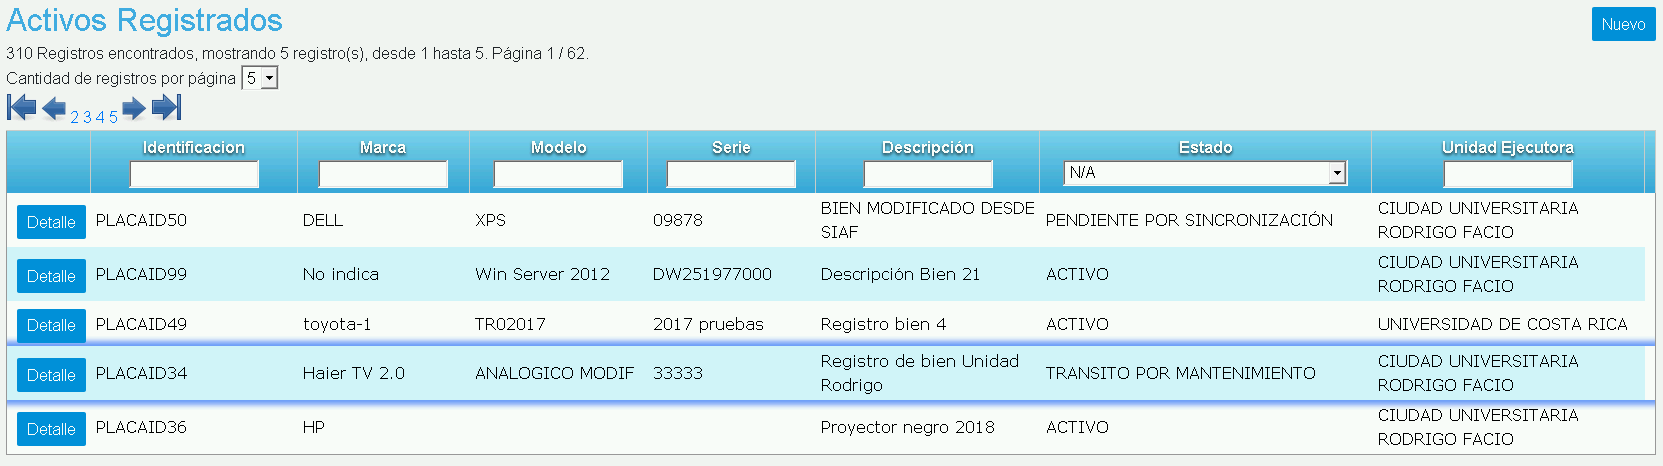 Activos Registrados
Nuevo
310 Registros encontrados, mostrando 5 registro(s), desde 1 hasta 5. Página 1 / 62.
Cantidad de registros por página 5
2 3 4 5
Identificacion Marca Modelo Serie Descripción Estado Unidad Ejecutora
N/A
Detalle PLACAID50 DELL XPS 09878 BIEN MODIFICADO DESDE SIAF PENDIENTE POR SINCRONIZACIÓN CIUDAD UNIVERSITARIA RODRIGO FACIO
Detalle PLACAID99 No indica Win Server 2012 DW251977000 Descripción Bien 21 ACTIVO CIUDAD UNIVERSITARIA RODRIGO FACIO
Detalle PLACAID49 toyota-1 TR02017 2017 pruebas Registro bien 4 ACTIVO UNIVERSIDAD DE COSTA RICA
Detalle PLACAID34 Haier TV 2.0 ANALOGICO MODIF 33333 Registro de bien Unidad Rodrigo TRANSITO POR MANTENIMIENTO CIUDAD UNIVERSITARIA RODRIGO FACIO
Detalle PLACAID36 HP Proyector negro 2018 ACTIVO CIUDAD UNIVERSITARIA RODRIGO FACIO